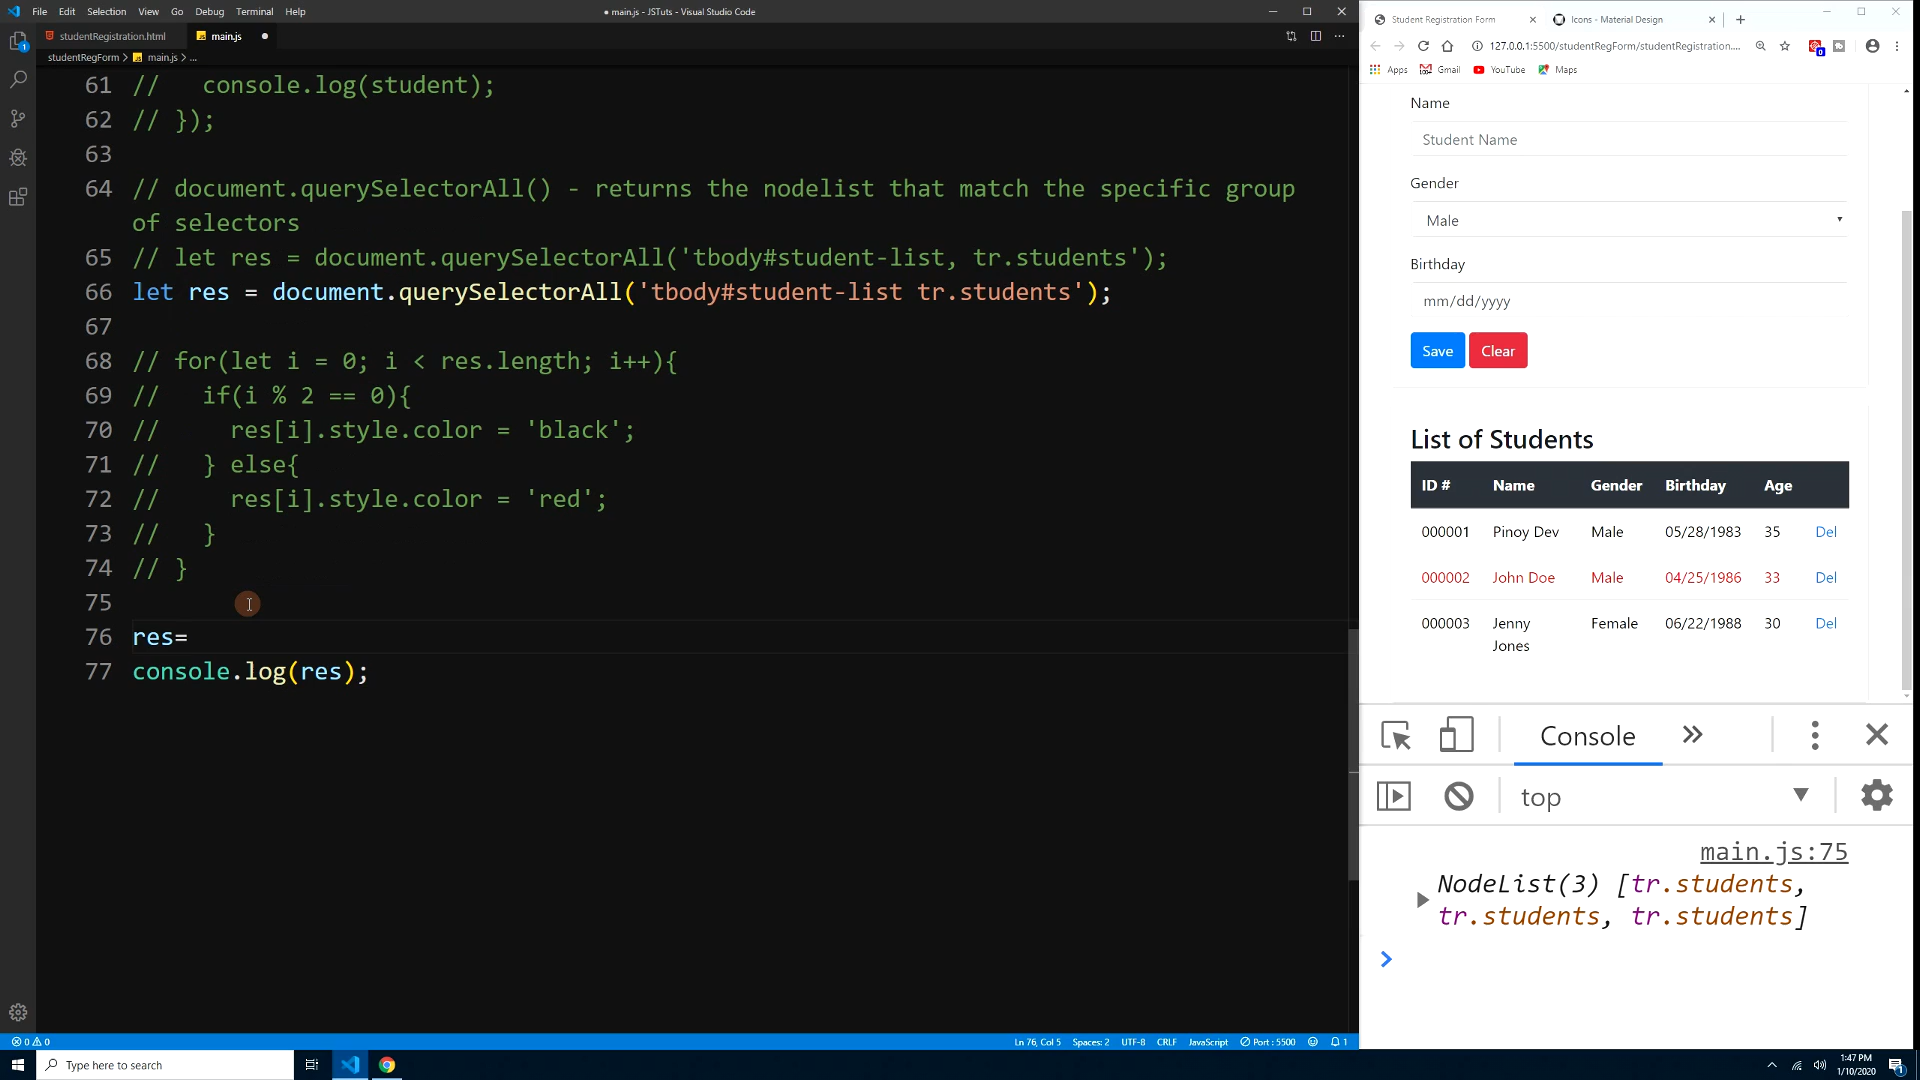 File Edit Selection View Go Debug Terminal Help
● main.js - JSTuts - Visual Studio Code
studentRegistration.html
main.js
studentRegForm > main.js > ...
61 //   console.log(student);
62 // });
63
64 // document.querySelectorAll() - returns the nodelist that match the specific group
of selectors
65 // let res = document.querySelectorAll('tbody#student-list, tr.students');
66 let res = document.querySelectorAll('tbody#student-list tr.students');
67
68 // for(let i = 0; i < res.length; i++){
69 //   if(i % 2 == 0){
70 //     res[i].style.color = 'black';
71 //   } else{
72 //     res[i].style.color = 'red';
73 //   }
74 // }
75
76 res=
77 console.log(res);
0 0
Ln 76, Col 5 Spaces: 2 UTF-8 CRLF JavaScript Port : 5500 1
Student Registration Form
Icons - Material Design
127.0.0.1:5500/studentRegForm/studentRegistration....
Apps Gmail YouTube Maps
Name
Student Name
Gender
Male
Birthday
mm/dd/yyyy
Save Clear
List of Students
ID # Name Gender Birthday Age
000001 Pinoy Dev Male 05/28/1983 35 Del
000002 John Doe Male 04/25/1986 33 Del
000003 Jenny Jones Female 06/22/1988 30 Del
Console
top
main.js:75
NodeList(3) [tr.students,
tr.students, tr.students]
Type here to search
1:47 PM
1/10/2020